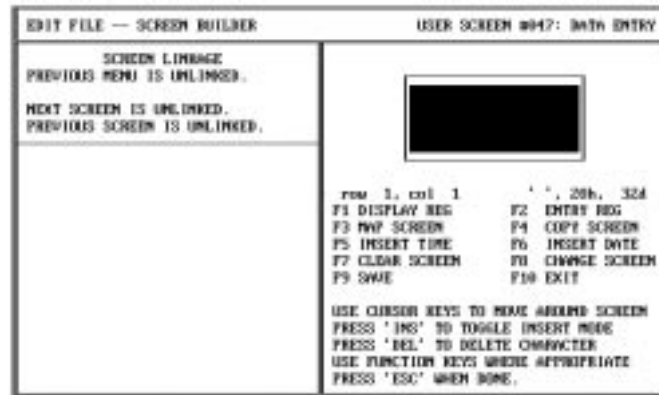 EDIT FILE — SCREEN BUILDER
USER SCREEN #047: DATA ENTRY
SCREEN LINKAGE
PREVIOUS MENU IS UNLINKED.
NEXT SCREEN IS UNLINKED.
PREVIOUS SCREEN IS UNLINKED.
row 1, col 1 ' ', 20h, 32d
F1 DISPLAY REG F2 ENTRY REG
F3 MAP SCREEN F4 COPY SCREEN
F5 INSERT TIME F6 INSERT DATE
F7 CLEAR SCREEN F8 CHANGE SCREEN
F9 SAVE F10 EXIT
USE CURSOR KEYS TO MOVE AROUND SCREEN
PRESS 'INS' TO TOGGLE INSERT MODE
PRESS 'DEL' TO DELETE CHARACTER
USE FUNCTION KEYS WHERE APPROPRIATE
PRESS 'ESC' WHEN DONE.